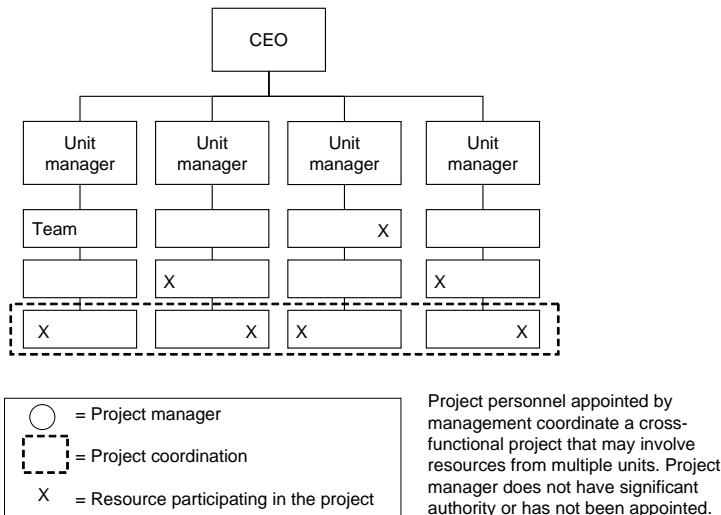 CEO
Unit
manager
Unit
manager
Unit
manager
Unit
manager
Team
X
X
X
X
X
X
X
= Project manager
= Project coordination
X = Resource participating in the project
Project personnel appointed by
management coordinate a cross-
functional project that may involve
resources from multiple units. Project
manager does not have significant
authority or has not been appointed.